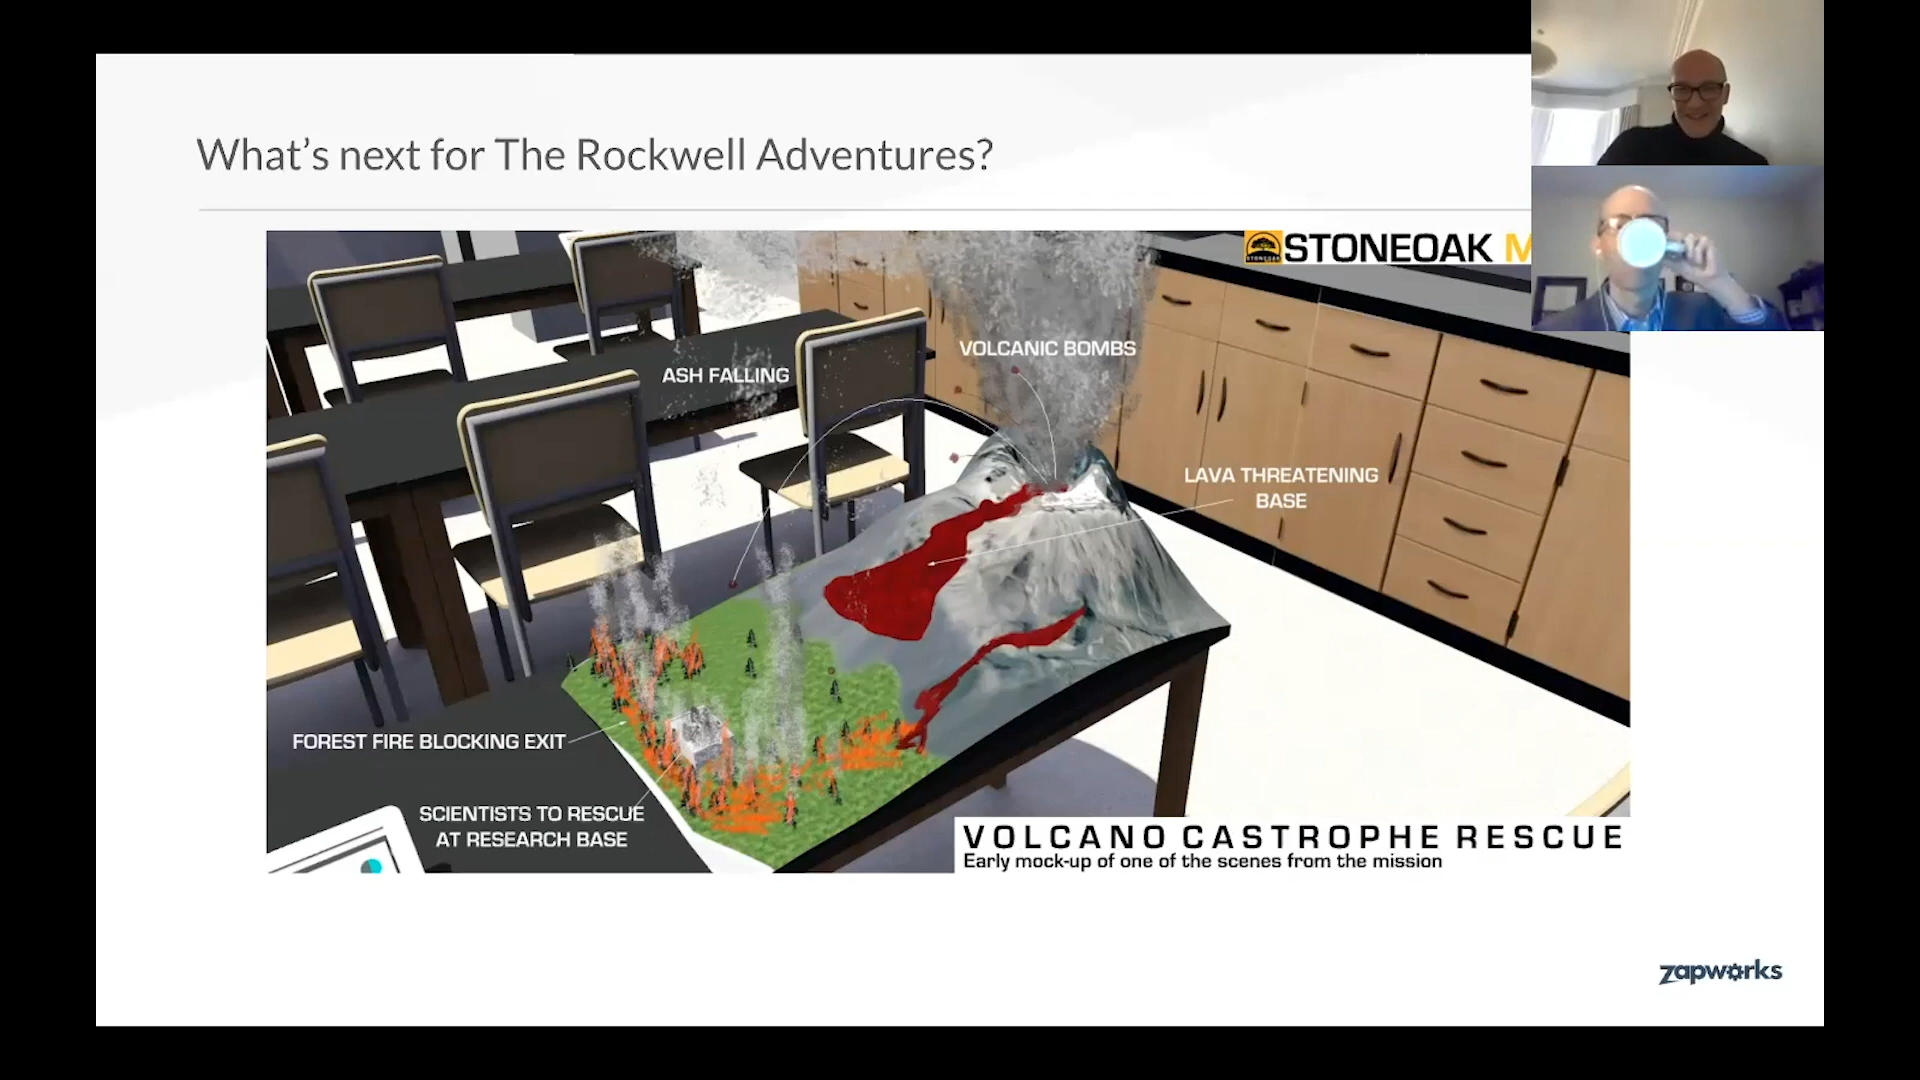 What's next for The Rockwell Adventures?
STONEOAK M
VOLCANIC BOMBS
ASH FALLING
LAVA THREATENING
BASE
FOREST FIRE BLOCKING EXIT
SCIENTISTS TO RESCUE
AT RESEARCH BASE
VOLCANO CASTROPHE RESCUE
Early mock-up of one of the scenes from the mission
zapworks